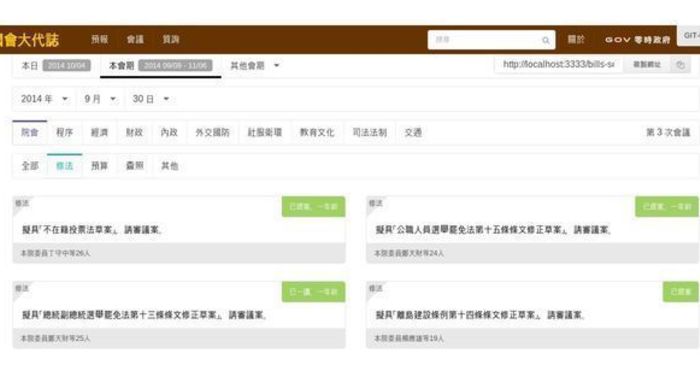 國會大代誌 預報 會議 質詢 搜尋 關於 G0V 零時政府 GIT-
本日 2014 10/04 本會期 2014 09/09 - 11/06 其他會期 http://localhost:3333/bills-se 複製網址
2014 年 9 月 30 日
院會 程序 經濟 財政 內政 外交國防 社服衛環 教育文化 司法法制 交通 第 3 次會議
全部 修法 預算 查照 其他
修法 已提案, 一年前
擬具「不在籍投票法草案」, 請審議案。
本院委員丁守中等26人
修法 已提案, 一年前
擬具「公職人員選舉罷免法第十五條條文修正草案」, 請審議案。
本院委員鄭天財等24人
修法 已一讀, 一年前
擬具「總統副總統選舉罷免法第十三條條文修正草案」, 請審議案。
本院委員鄭天財等25人
修法 已提案
擬具「離島建設條例第十四條條文修正草案」, 請審議案。
本院委員楊應雄等19人